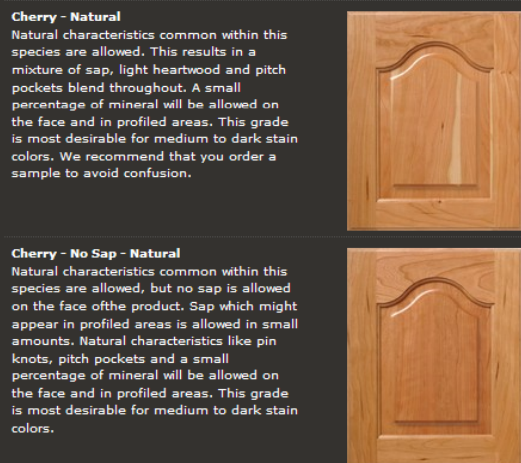 Cherry - Natural
Natural characteristics common within this
species are allowed. This results in a
mixture of sap, light heartwood and pitch
pockets blend throughout. A small
percentage of mineral will be allowed on
the face and in profiled areas. This grade
is most desirable for medium to dark stain
colors. We recommend that you order a
sample to avoid confusion.
Cherry - No Sap - Natural
Natural characteristics common within this
species are allowed, but no sap is allowed
on the face ofthe product. Sap which might
appear in profiled areas is allowed in small
amounts. Natural characteristics like pin
knots, pitch pockets and a small
percentage of mineral will be allowed on
the face and in profiled areas. This grade
is most desirable for medium to dark stain
colors.